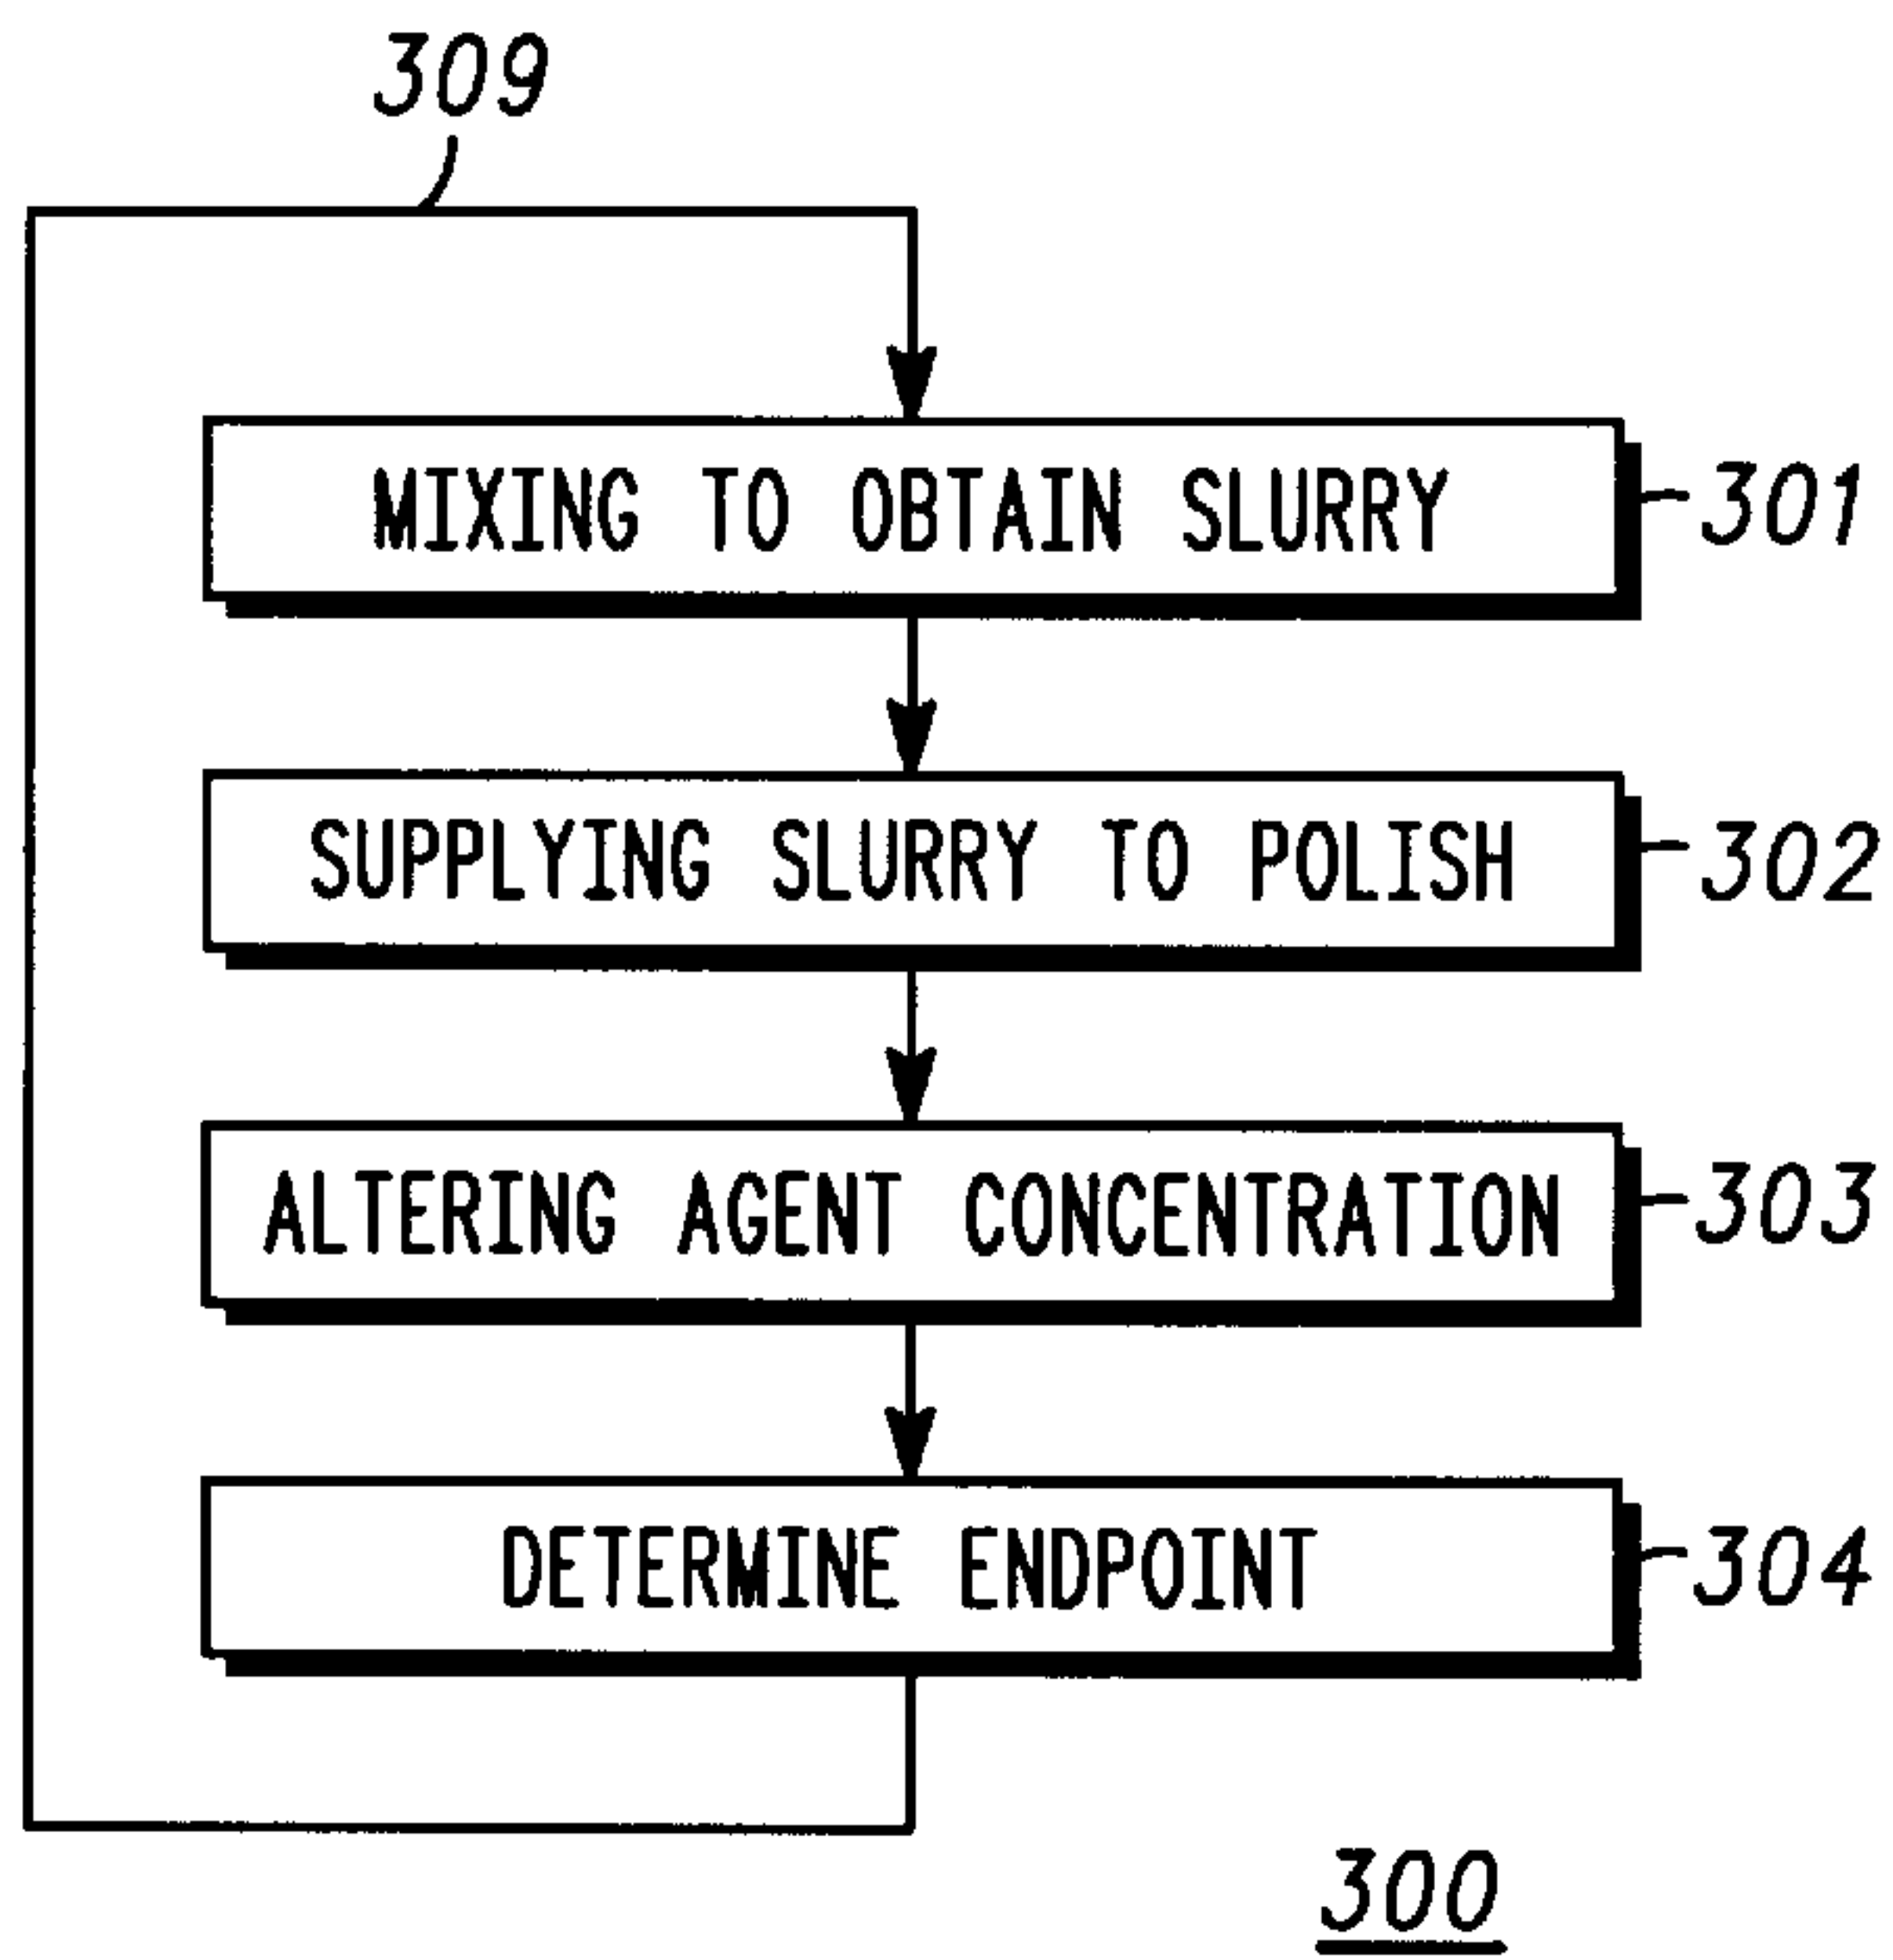 309
MIXING TO OBTAIN SLURRY
301
SUPPLYING SLURRY TO POLISH
302
ALTERING AGENT CONCENTRATION
303
DETERMINE ENDPOINT
304
300